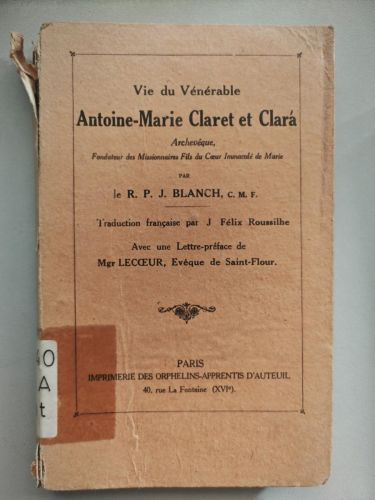 Vie du Vénérable
Antoine-Marie Claret et Clará
Archevêque,
Fondateur des Missionnaires Fils du Cœur Immaculé de Marie
PAR
le R. P. J. BLANCH, C. M. F.
Traduction française par J Félix Roussilhe
Avec une Lettre-préface de
Mgr LECŒUR, Evêque de Saint-Flour.
PARIS
IMPRIMERIE DES ORPHELINS-APPRENTIS D'AUTEUIL
40, rue La Fontaine (XVIe).
40
A
t